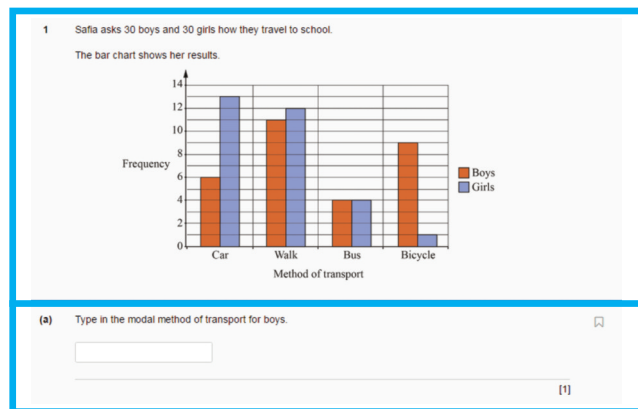 1 Safia asks 30 boys and 30 girls how they travel to school.
The bar chart shows her results.
14
12
10
8
6
4
2
0
Frequency
Car Walk Bus Bicycle
Method of transport
Boys
Girls
(a) Type in the modal method of transport for boys.
[1]